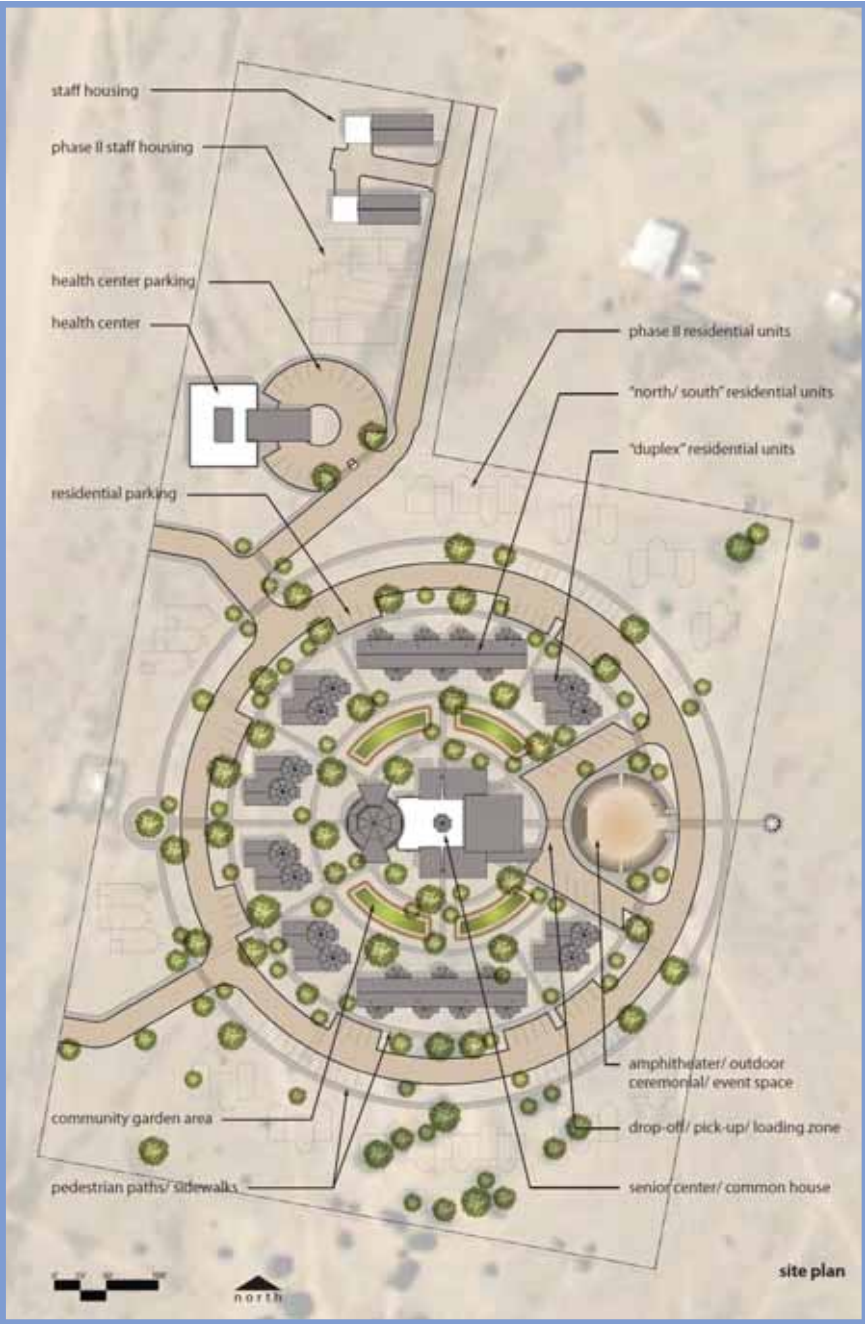 staff housing
phase II staff housing
health center parking
health center
phase II residential units
"north/ south" residential units
"duplex" residential units
residential parking
amphitheater/ outdoor
ceremonial/ event space
community garden area
drop-off/ pick-up/ loading zone
pedestrian paths/ sidewalks
senior center/ common house
site plan
north